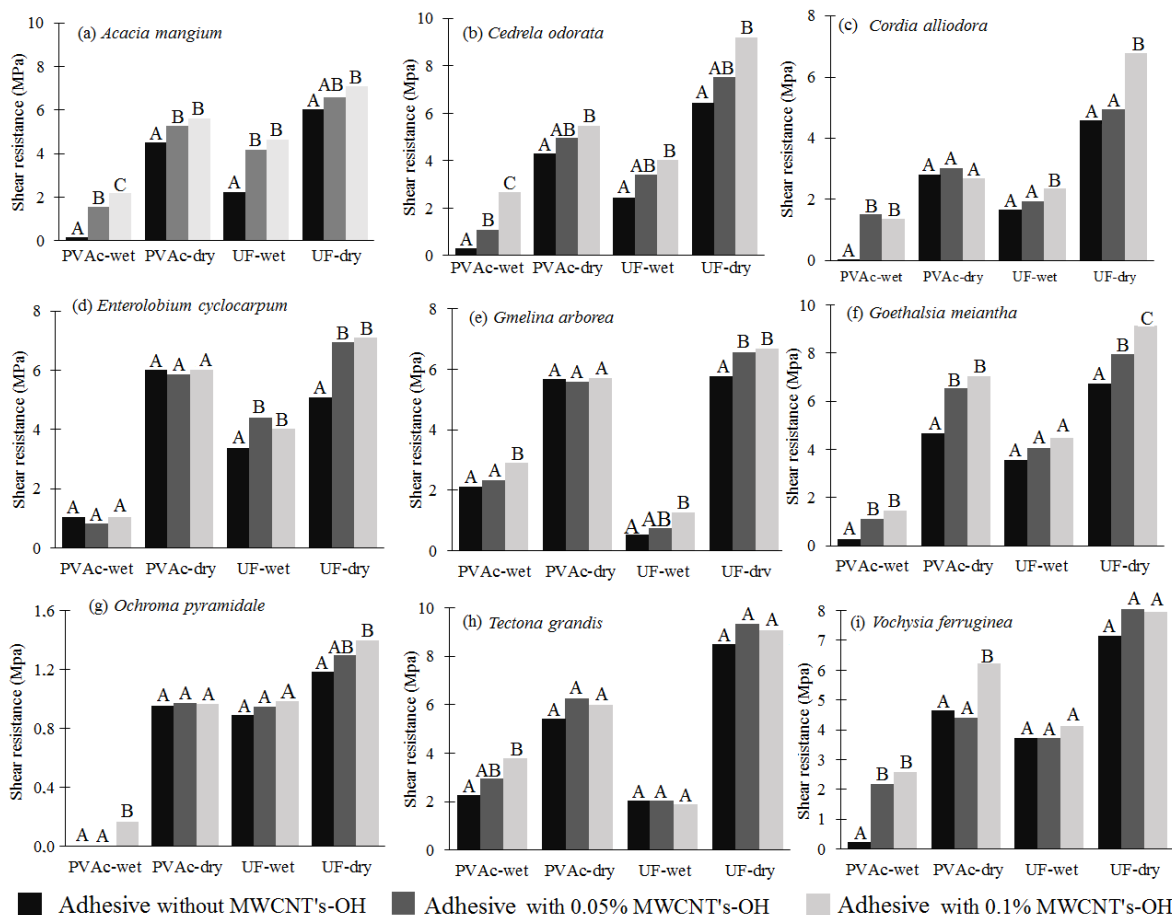 (a) Acacia mangium
Shear resistance (MPa)
10
8
6
4
2
0
A B C
A B B
A B B
A AB B
PVAc-wet PVAc-dry UF-wet UF-dry
(b) Cedrela odorata
Shear resistance (Mpa)
10
8
6
4
2
0
A B C
A AB B
A AB B
A AB B
PVAc-wet PVAc-dry UF-wet UF-dry
(c) Cordia alliodora
Shear resistance (Mpa)
8
6
4
2
0
A B B
A A A
A A B
A A B
PVAc-wet PVAc-dry UF-wet UF-dry
(d) Enterolobium cyclocarpum
Shear resistance (MPa)
8
6
4
2
0
A A A
A A A
A B B
A B B
PVAc-wet PVAc-dry UF-wet UF-dry
(e) Gmelina arborea
Shear resistance (Mpa)
8
6
4
2
0
A A B
A A A
A AB B
A B B
PVAc-wet PVAc-dry UF-wet UF-drv
(f) Goethalsia meiantha
Shear resistance (Mpa)
10
8
6
4
2
0
A B B
A B B
A A A
A B C
PVAc-wet PVAc-dry UF-wet UF-dry
(g) Ochroma pyramidale
Shear resistance (Mpa)
1.6
1.2
0.8
0.4
0.0
A A B
A A A
A A A
A AB B
PVAc-wet PVAc-dry UF-wet UF-dry
(h) Tectona grandis
Shear resistance (Mpa)
10
8
6
4
2
0
A AB B
A A A
A A A
A A A
PVAc-wet PVAc-dry UF-wet UF-dry
(i) Vochysia ferruginea
Shear resistance (Mpa)
8
7
6
5
4
3
2
1
0
A B B
A A B
A A A
A A A
PVAc-wet PVAc-dry UF-wet UF-dry
Adhesive without MWCNT's-OH Adhesive with 0.05% MWCNT's-OH Adhesive with 0.1% MWCNT's-OH